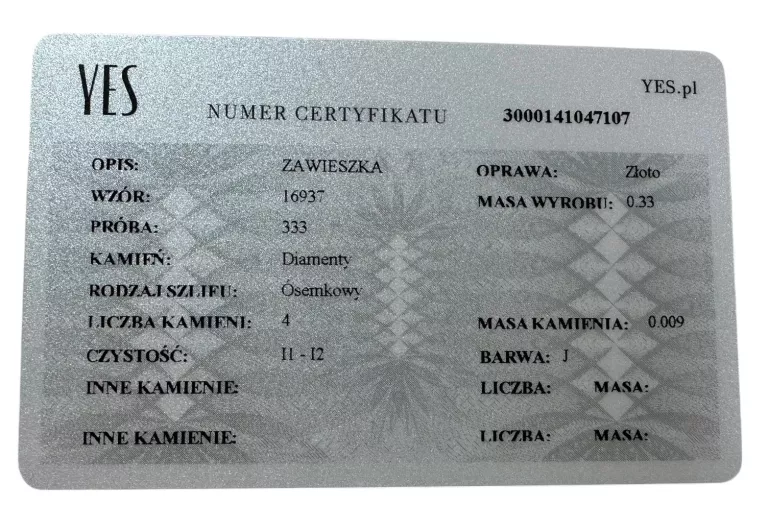 YES
YES.pl
NUMER CERTYFIKATU 3000141047107
OPIS: ZAWIESZKA OPRAWA: Złoto
WZÓR: 16937 MASA WYROBU: 0.33
PRÓBA: 333
KAMIEŃ: Diamenty
RODZAJ SZLIFU: Ósemkowy
LICZBA KAMIENI: 4 MASA KAMIENIA: 0.009
CZYSTOŚĆ: I1 - I2 BARWA: J
INNE KAMIENIE: LICZBA: MASA:
INNE KAMIENIE: LICZBA: MASA: